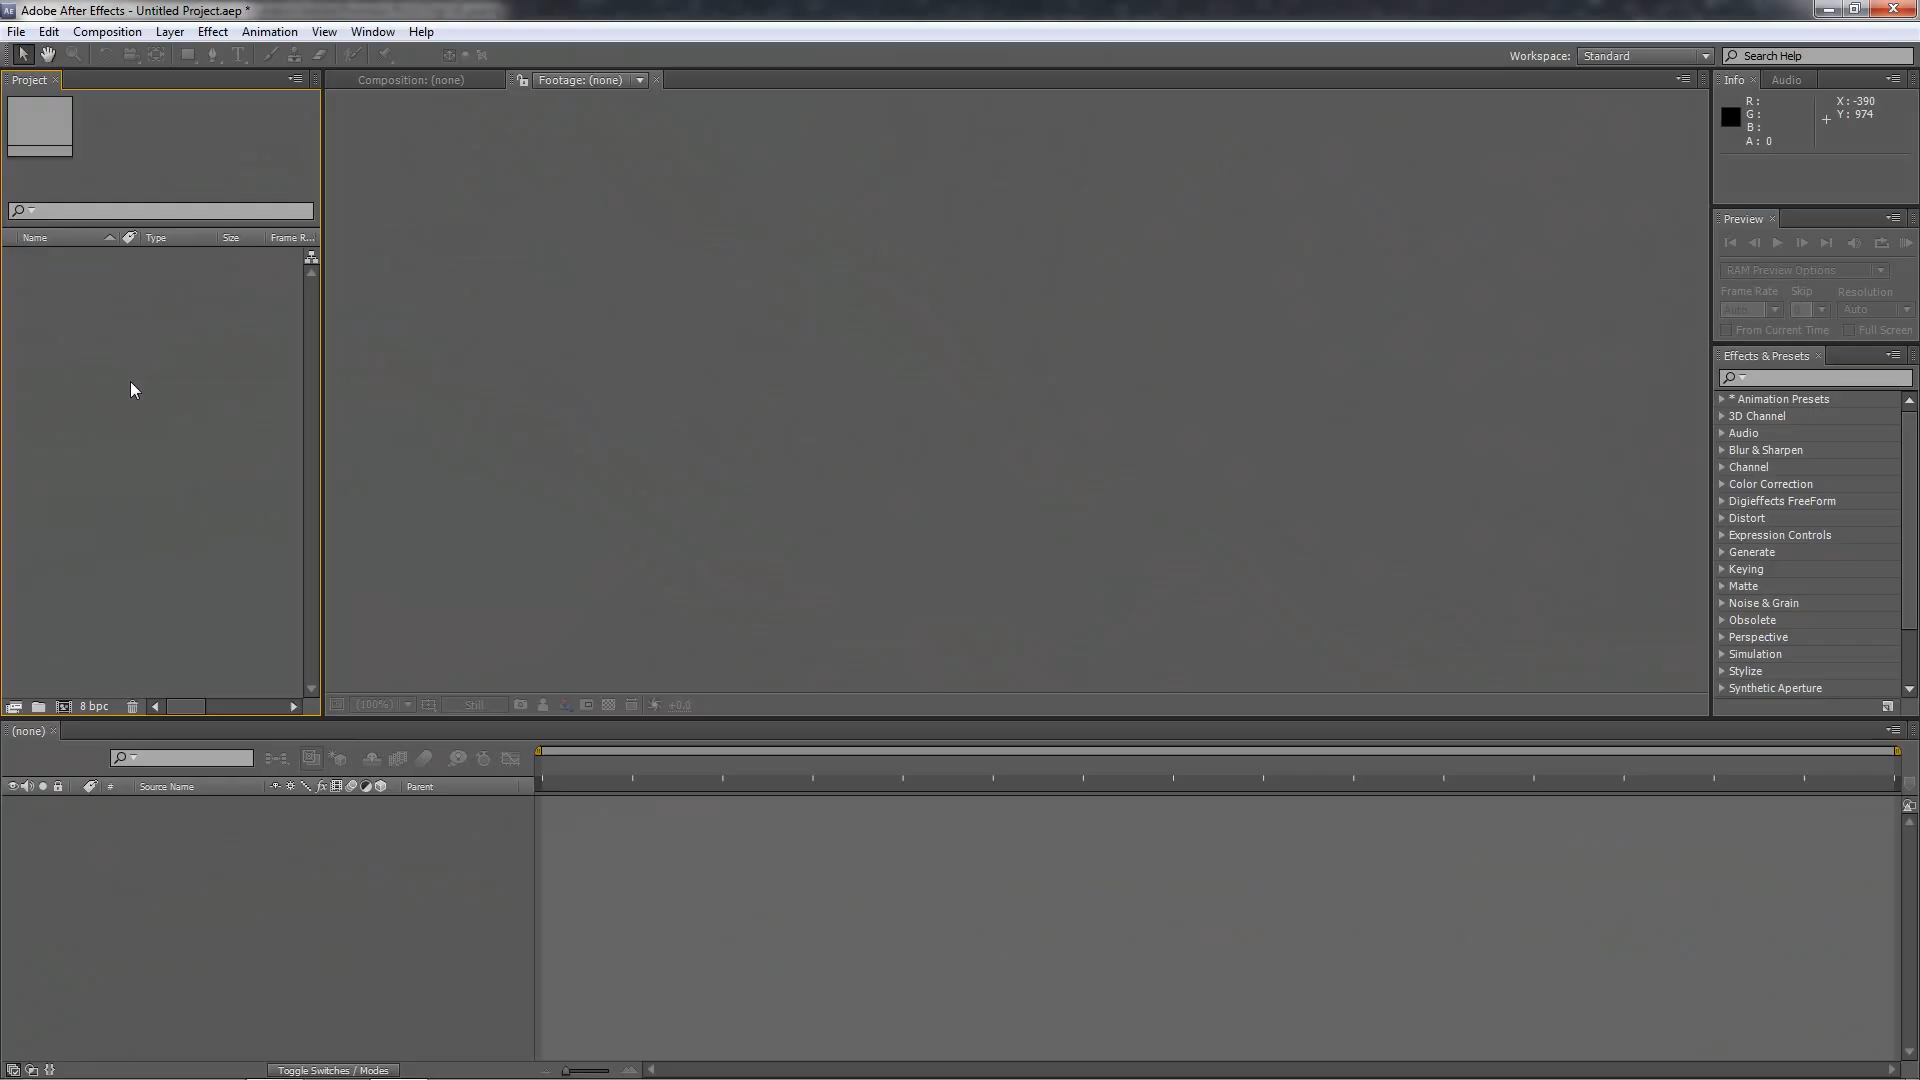 Adobe After Effects - Untitled Project.aep *
File Edit Composition Layer Effect Animation View Window Help
Workspace: Standard Search Help
Project
Composition: (none) Footage: (none)
Info Audio
R :
G :
B :
A : 0
X : -390
Y : 974
Preview
Name Type Size Frame R...
RAM Preview Options
Frame Rate Skip Resolution
Auto 0 Auto
From Current Time Full Screen
Effects & Presets
* Animation Presets
3D Channel
Audio
Blur & Sharpen
Channel
Color Correction
Digieffects FreeForm
Distort
Expression Controls
Generate
Keying
Matte
Noise & Grain
Obsolete
Perspective
Simulation
Stylize
Synthetic Aperture
8 bpc
(100%) Still +0.0
(none)
# Source Name fx Parent
Toggle Switches / Modes